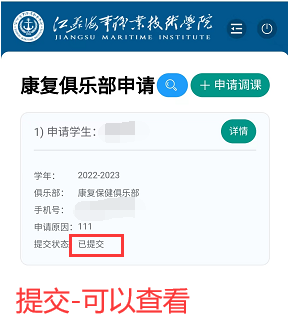 江苏海事职业技术学院
JIANGSU MARITIME INSTITUTE
康复俱乐部申请
+ 申请调课
1) 申请学生：
详情
学年： 2022-2023
俱乐部： 康复保健俱乐部
手机号：
申请原因： 111
提交状态 已提交
提交-可以查看